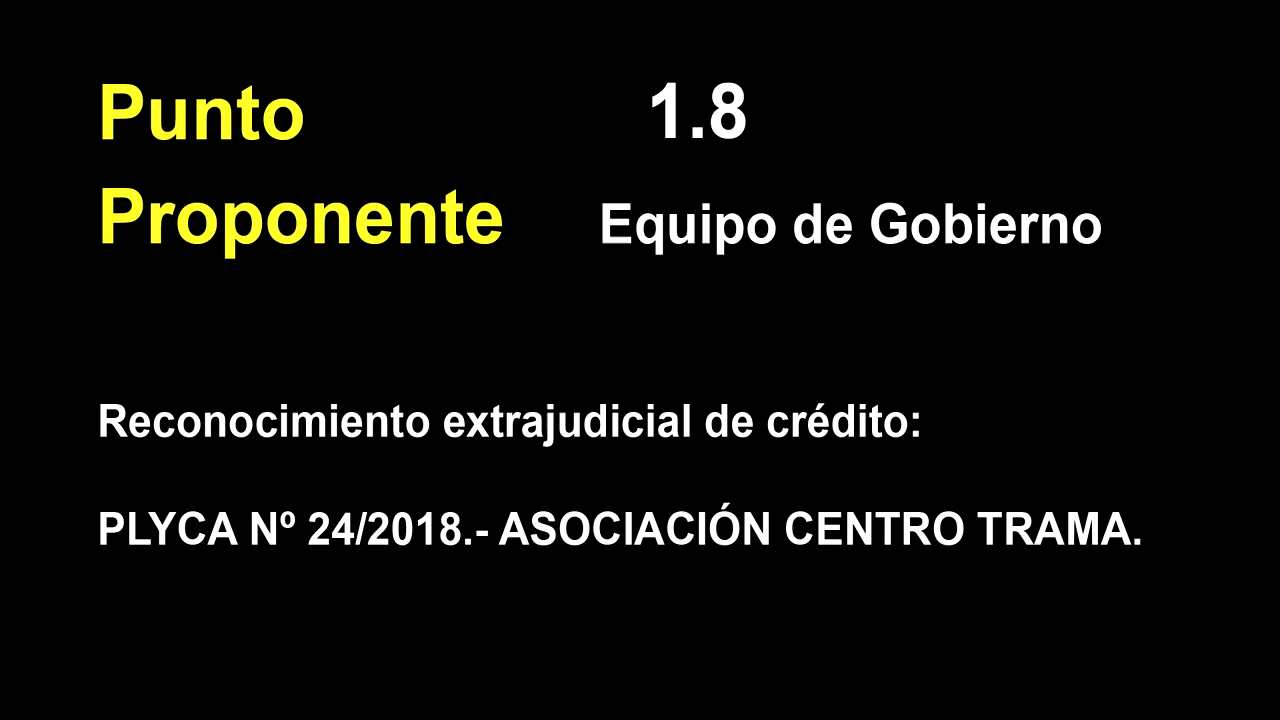 Punto 1.8
Proponente Equipo de Gobierno
Reconocimiento extrajudicial de crédito:
PLYCA Nº 24/2018.- ASOCIACIÓN CENTRO TRAMA.